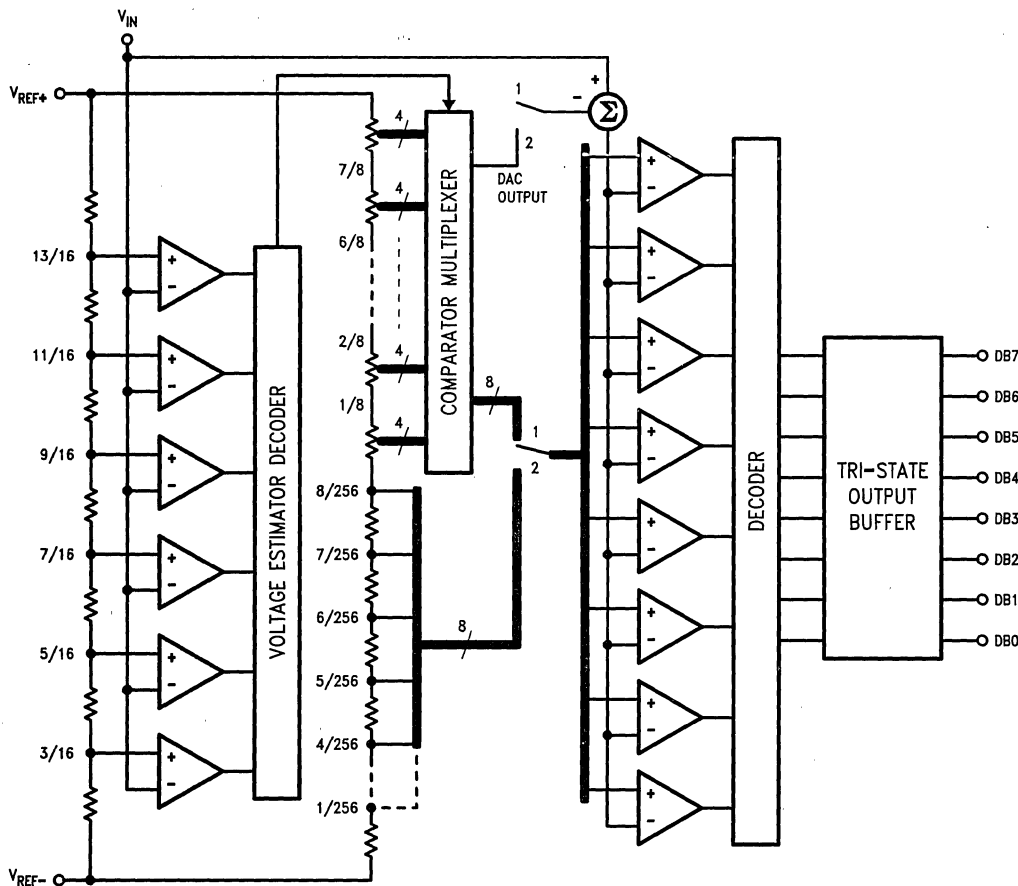 V_IN
V_REF+
+
−
Σ
1
2
DAC
OUTPUT
4
7/8
4
6/8
2/8
4
1/8
4
COMPARATOR MULTIPLEXER
13/16
11/16
9/16
7/16
5/16
3/16
+
−
+
−
+
−
+
−
+
−
+
−
VOLTAGE ESTIMATOR DECODER
8
1
2
8/256
7/256
6/256
5/256
4/256
1/256
8
+
−
+
−
+
−
+
−
+
−
+
−
+
−
+
−
DECODER
TRI-STATE
OUTPUT
BUFFER
DB7
DB6
DB5
DB4
DB3
DB2
DB1
DB0
V_REF−